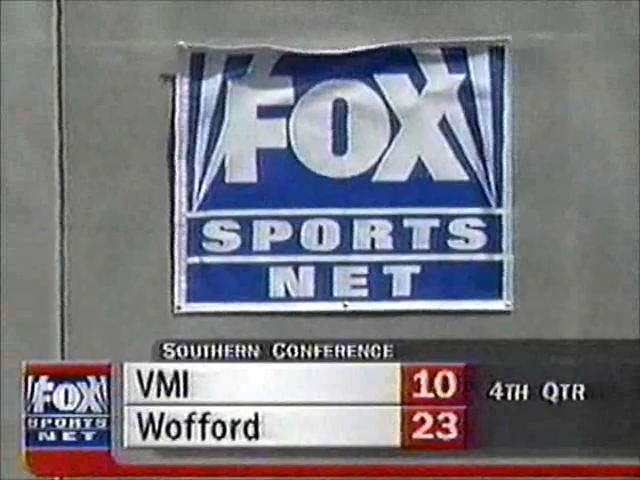 FOX
SPORTS
NET
SOUTHERN CONFERENCE
VMI 10 4TH QTR
Wofford 23
FOX
SPORTS
NET